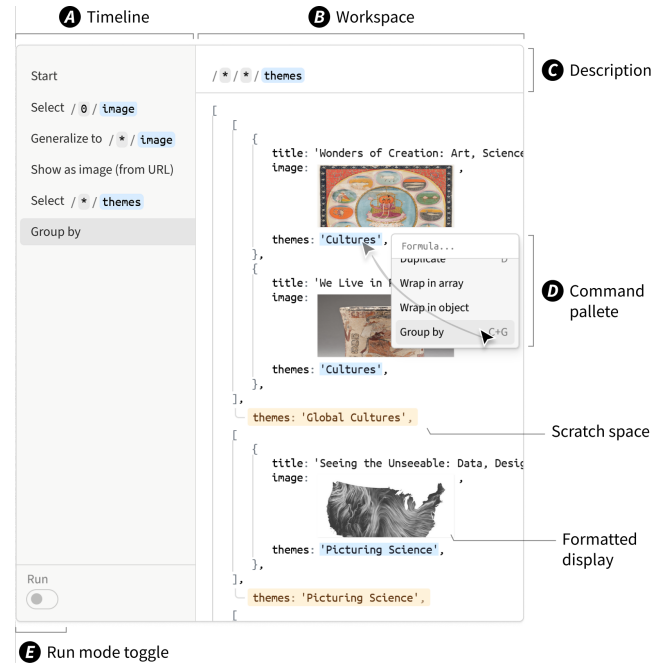 A Timeline
B Workspace
C Description
Start
/ * / * / themes
Select / 0 / image
Generalize to / * / image
Show as image (from URL)
Select / * / themes
Group by
[
[
{
title: 'Wonders of Creation: Art, Science
image: ,
themes: 'Cultures',
},
{
title: 'We Live in
image:
themes: 'Cultures',
},
],
themes: 'Global Cultures',
[
{
title: 'Seeing the Unseeable: Data, Desig
image: ,
themes: 'Picturing Science',
},
],
themes: 'Picturing Science',
[
Formula...
Duplicate D
Wrap in array
Wrap in object
Group by C+G
D Command
pallete
Scratch space
Formatted
display
Run
E Run mode toggle